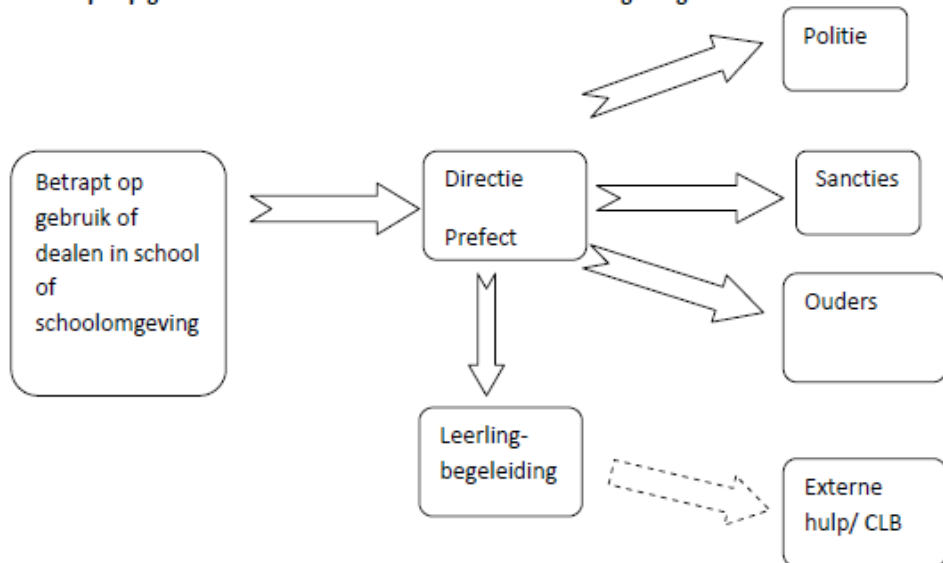 Betrapt op
gebruik of
dealen in school
of
schoolomgeving
Directie
Prefect
Politie
Sancties
Ouders
Leerling-
begeleiding
Externe
hulp/ CLB